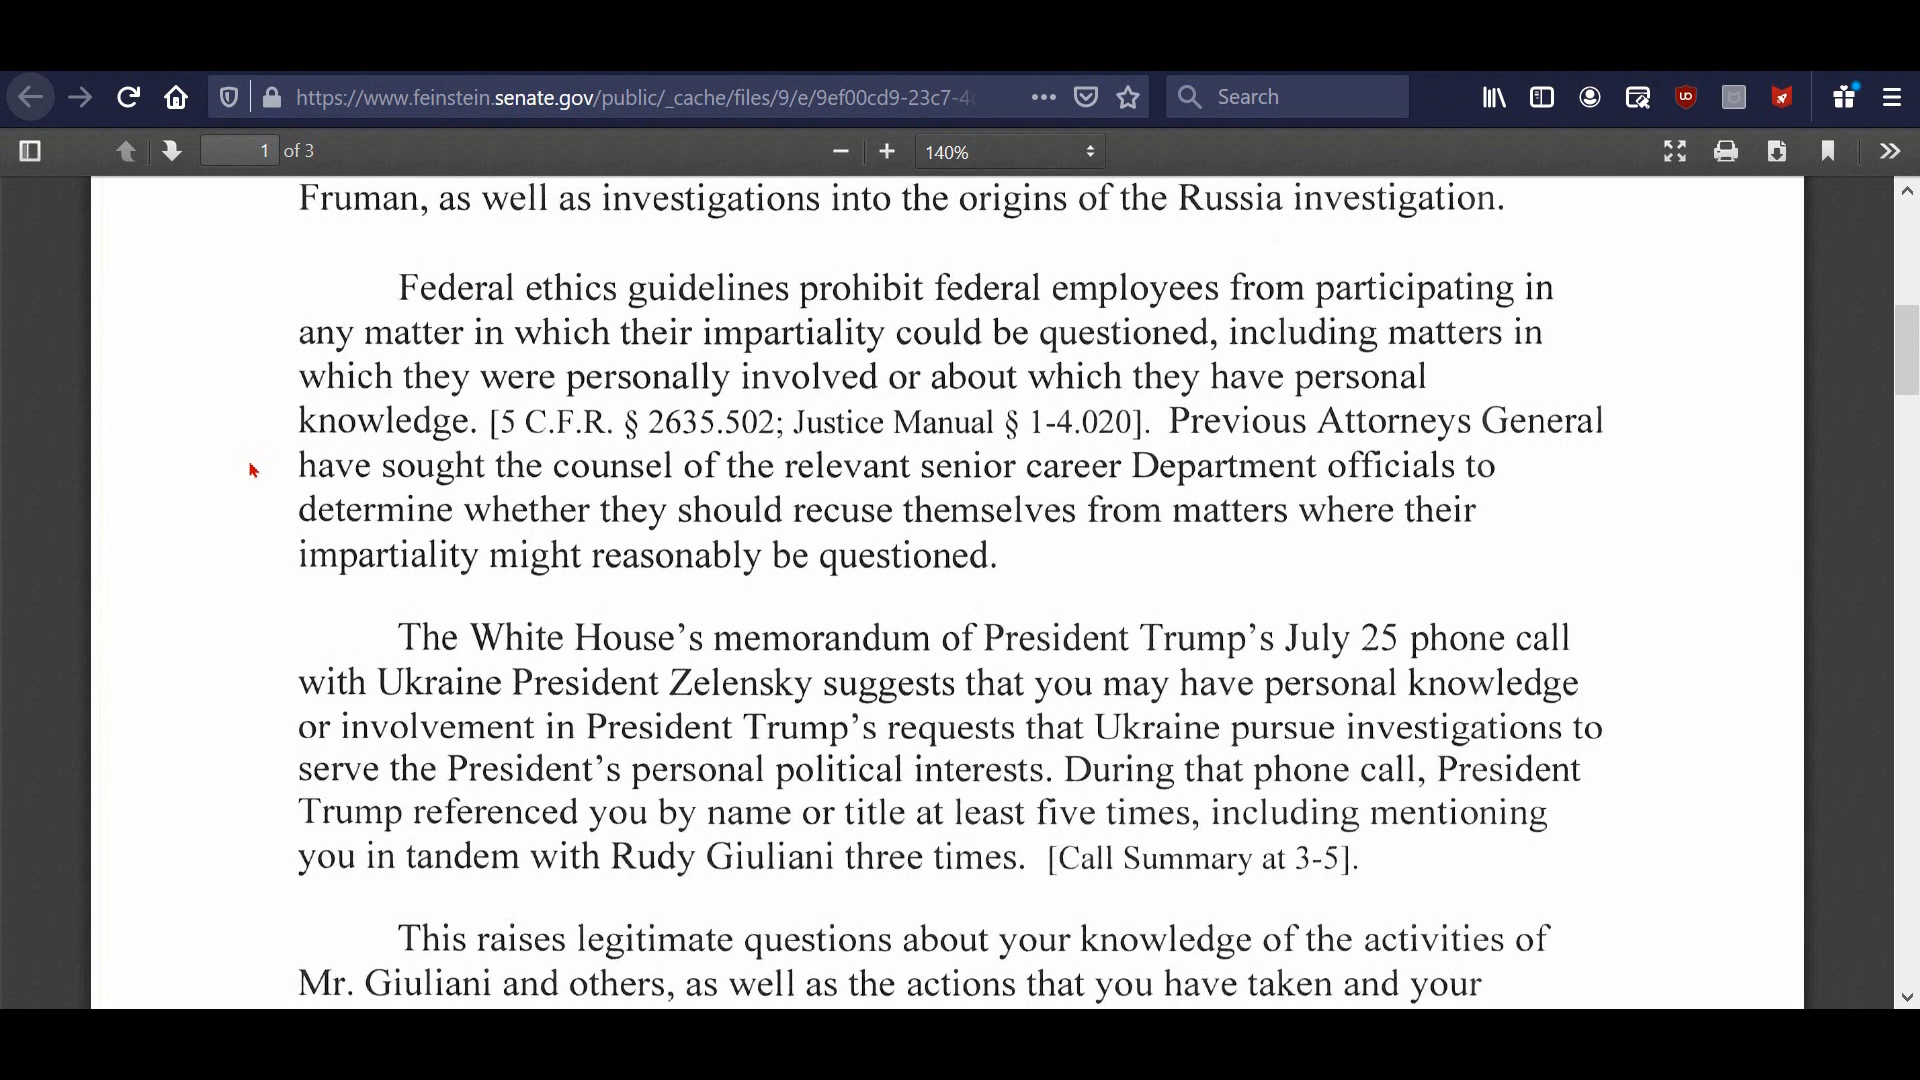 https://www.feinstein.senate.gov/public/_cache/files/9/e/9ef00cd9-23c7-4
Search
1 of 3
140%
Fruman, as well as investigations into the origins of the Russia investigation.
Federal ethics guidelines prohibit federal employees from participating in
any matter in which their impartiality could be questioned, including matters in
which they were personally involved or about which they have personal
knowledge. [5 C.F.R. § 2635.502; Justice Manual § 1-4.020]. Previous Attorneys General
have sought the counsel of the relevant senior career Department officials to
determine whether they should recuse themselves from matters where their
impartiality might reasonably be questioned.
The White House’s memorandum of President Trump’s July 25 phone call
with Ukraine President Zelensky suggests that you may have personal knowledge
or involvement in President Trump’s requests that Ukraine pursue investigations to
serve the President’s personal political interests. During that phone call, President
Trump referenced you by name or title at least five times, including mentioning
you in tandem with Rudy Giuliani three times. [Call Summary at 3-5].
This raises legitimate questions about your knowledge of the activities of
Mr. Giuliani and others, as well as the actions that you have taken and your